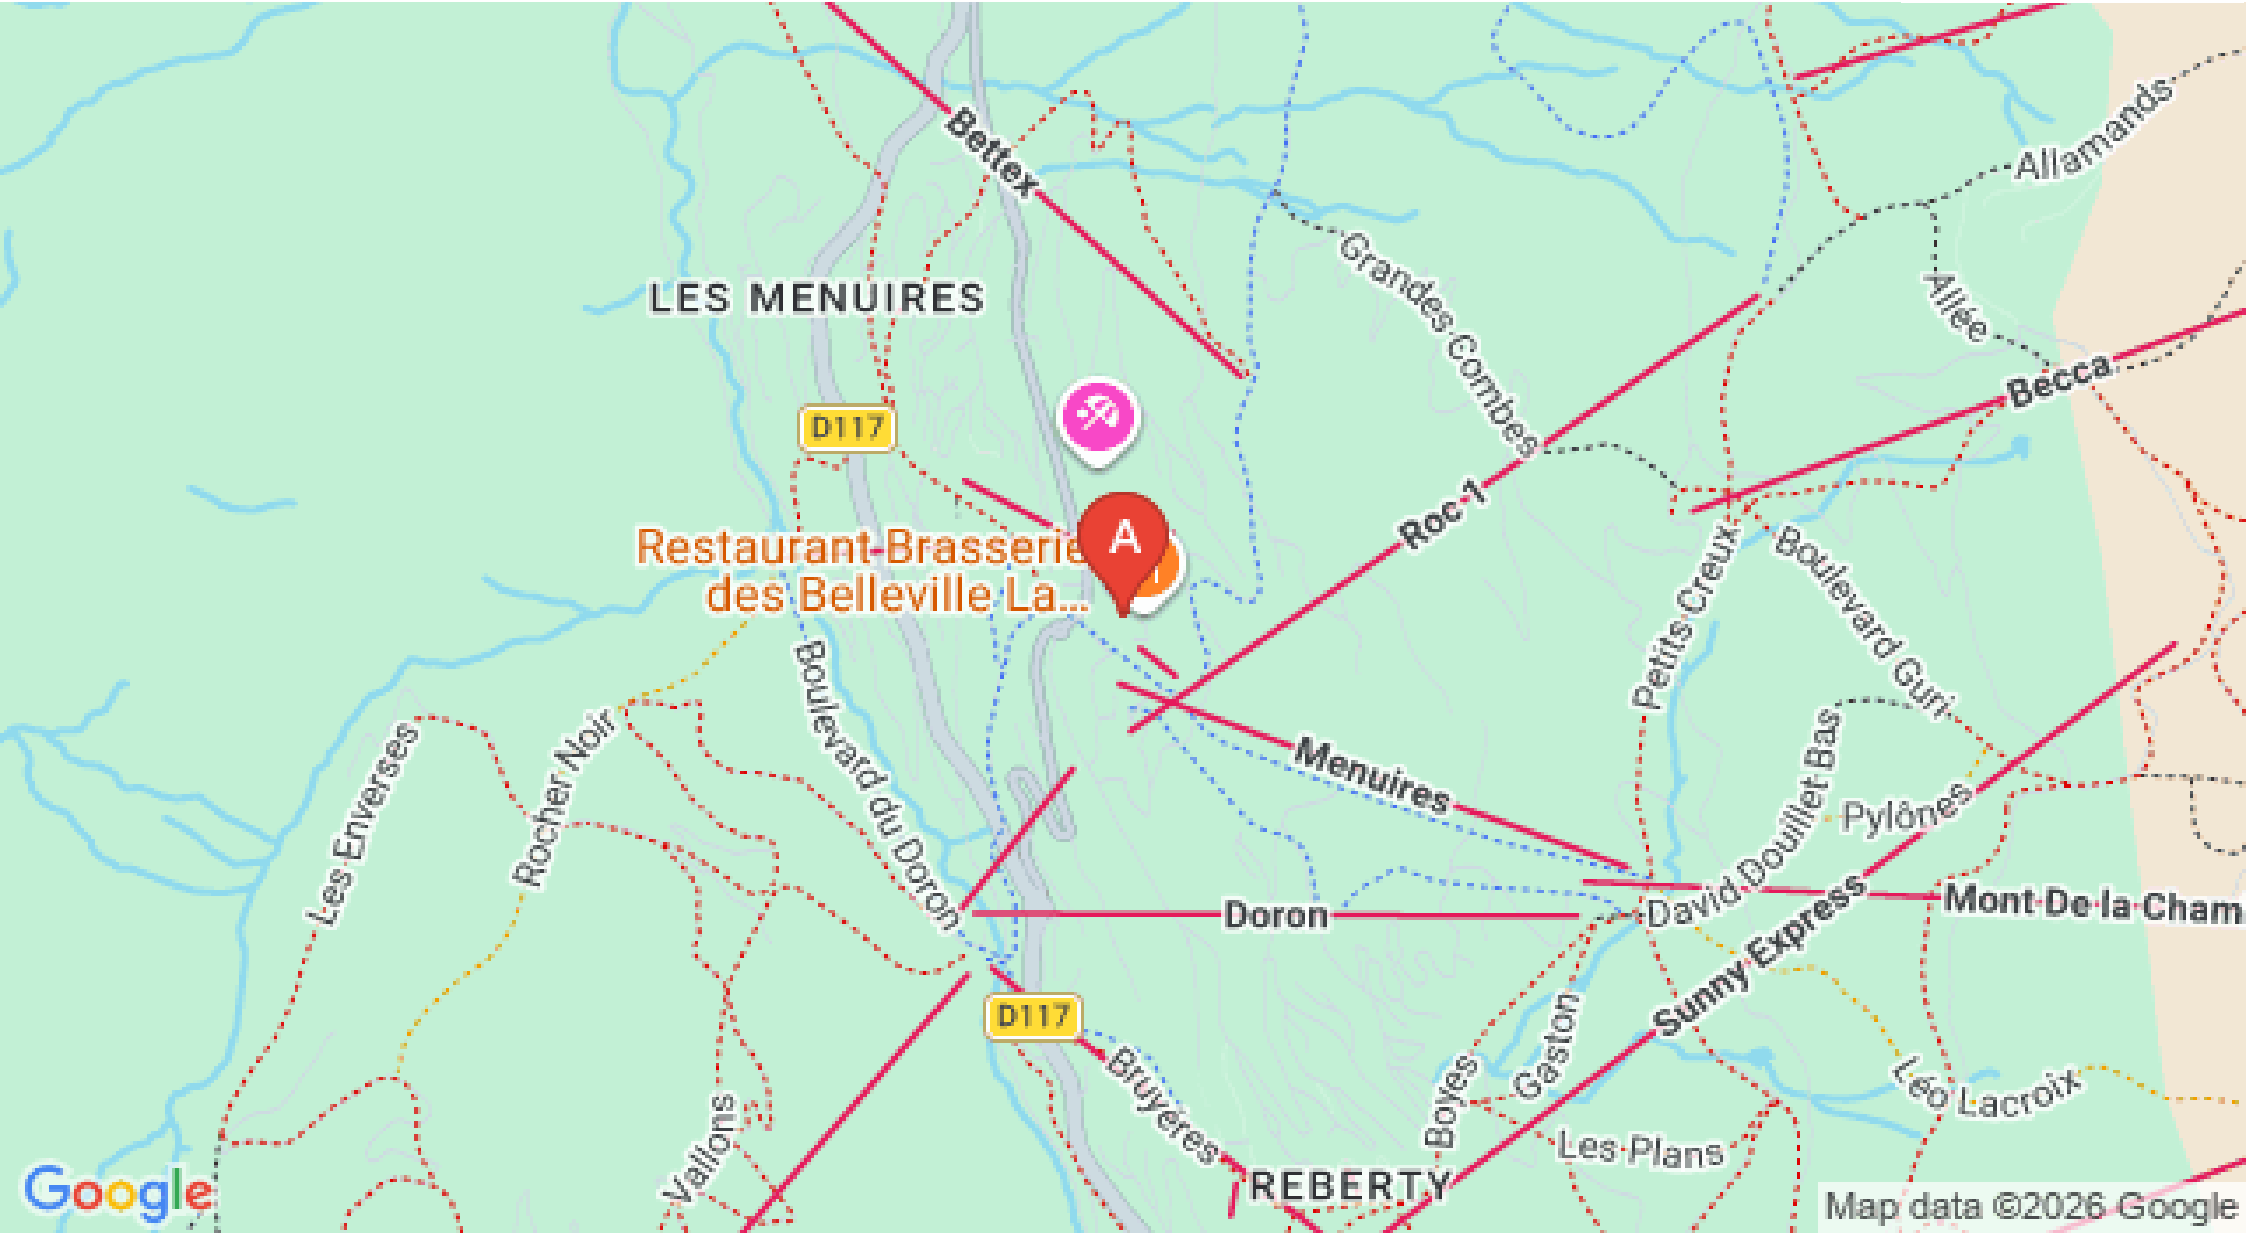 Bettex
Allamands
Grandes Combes
Allée
LES MENUIRES
Becca
D117
Roc 1
A
Restaurant Brasserie
des Belleville La...
Petits Creux
Boulevard Guri
Boulevard du Doron
Les Enverses
Rocher Noir
Menuires
David Douillet Bas
Pylônes
Doron
Mont De la Cham
Sunny Express
D117
Bruyères
Gaston
Boyes
Léo Lacroix
Les Plans
Vallons
REBERTY
Google
Map data ©2026 Google